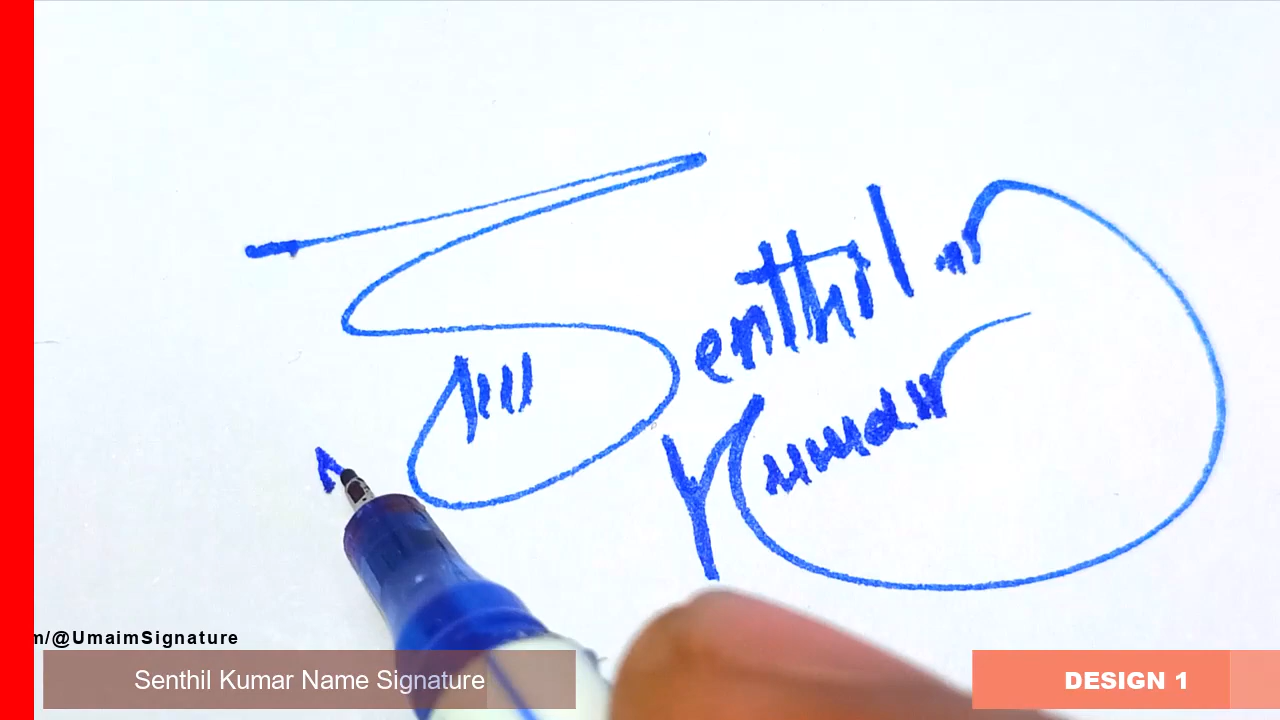 Senthil
Kumar
m/@UmaimSignature
Senthil Kumar Name Signature
DESIGN 1